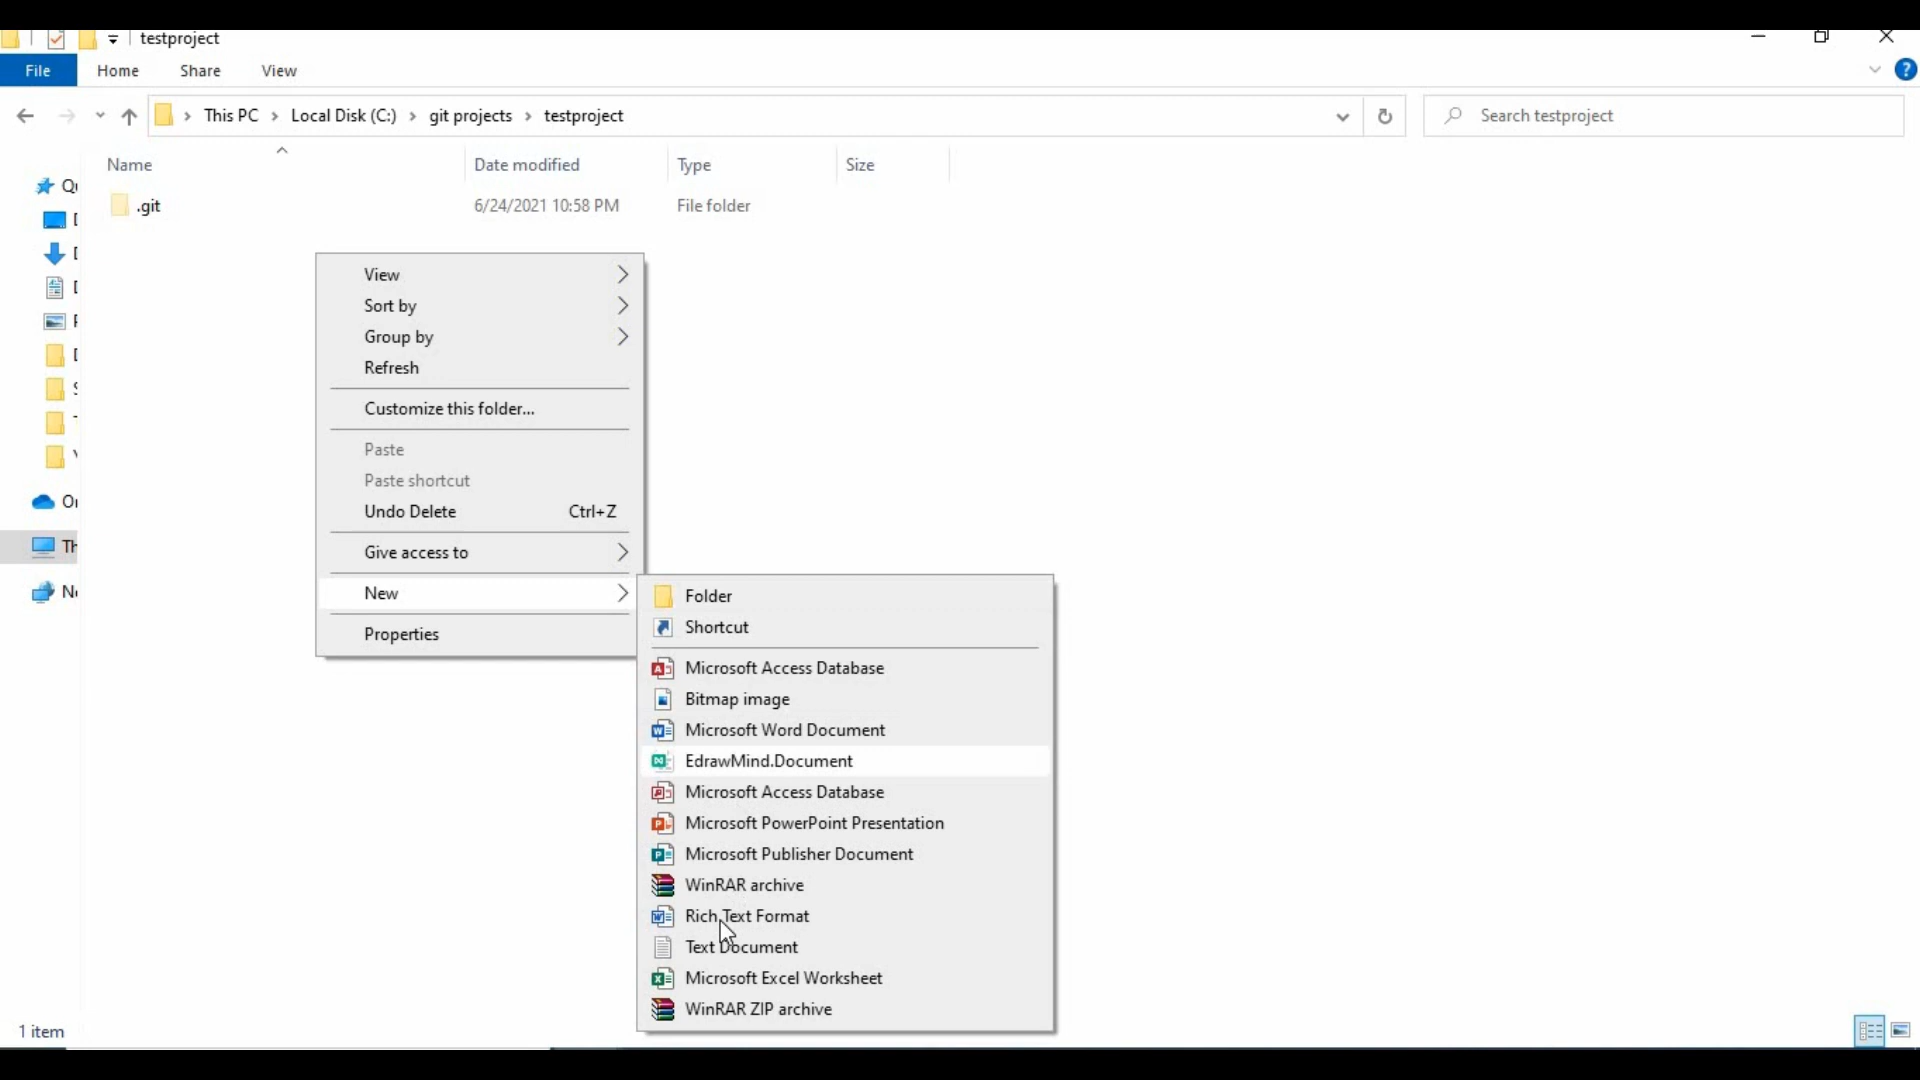 testproject
File Home Share View
This PC > Local Disk (C:) > git projects > testproject
Search testproject
Name Date modified Type Size
.git 6/24/2021 10:58 PM File folder
View
Sort by
Group by
Refresh
Customize this folder...
Paste
Paste shortcut
Undo Delete Ctrl+Z
Give access to
New
Properties
Folder
Shortcut
Microsoft Access Database
Bitmap image
Microsoft Word Document
EdrawMind.Document
Microsoft Access Database
Microsoft PowerPoint Presentation
Microsoft Publisher Document
WinRAR archive
Rich Text Format
Text Document
Microsoft Excel Worksheet
WinRAR ZIP archive
1 item